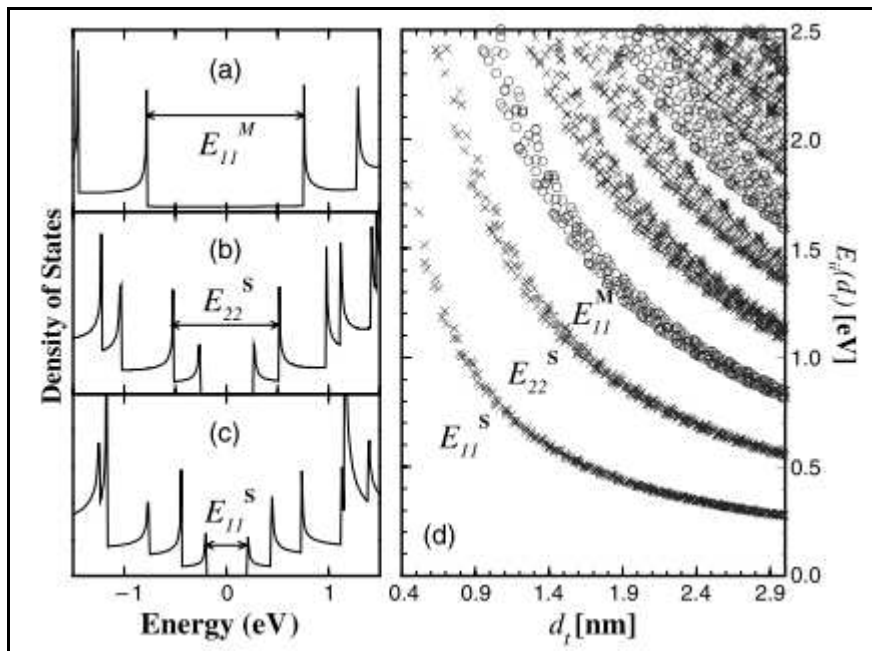 (a)
E₁₁ᴹ
(b)
E₂₂ˢ
(c)
E₁₁ˢ
Density of States
−1 0 1
Energy (eV)
(d)
E₁₁ˢ
E₂₂ˢ
E₁₁ᴹ
0.4 0.9 1.4 1.9 2.4 2.9
dₜ [nm]
2.5
2.0
1.5
1.0
0.5
0.0
Eᵢᵢ(dₜ) [eV]